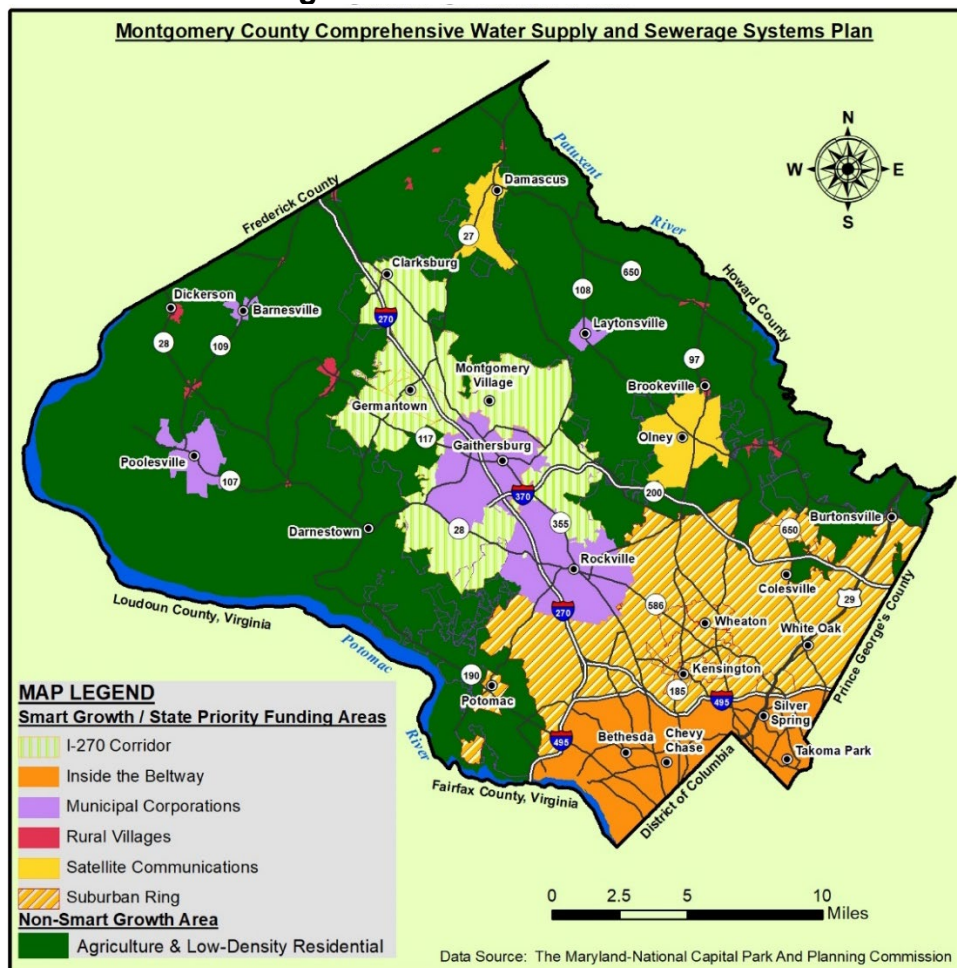 Montgomery County Comprehensive Water Supply and Sewerage Systems Plan
N
W
E
S
Patuxent
River
Frederick County
Howard County
Damascus
27
Clarksburg
650
108
Dickerson
Barnesville
270
Laytonsville
28
109
97
Montgomery
Village
Brookeville
Germantown
Olney
117
Gaithersburg
Poolesville
107
370
200
Burtonsville
Darnestown
28
355
650
Rockville
Colesville
Loudoun County, Virginia
586
29
270
Wheaton
White Oak
Prince George's County
Potomac
River
190
Kensington
Potomac
185
495
Silver
Spring
495
Bethesda
Chevy
Chase
Takoma Park
Fairfax County, Virginia
District of Columbia
MAP LEGEND
Smart Growth / State Priority Funding Areas
I-270 Corridor
Inside the Beltway
Municipal Corporations
Rural Villages
Satellite Communications
Suburban Ring
Non-Smart Growth Area
Agriculture & Low-Density Residential
0 2.5 5 10
Miles
Data Source: The Maryland-National Capital Park And Planning Commission